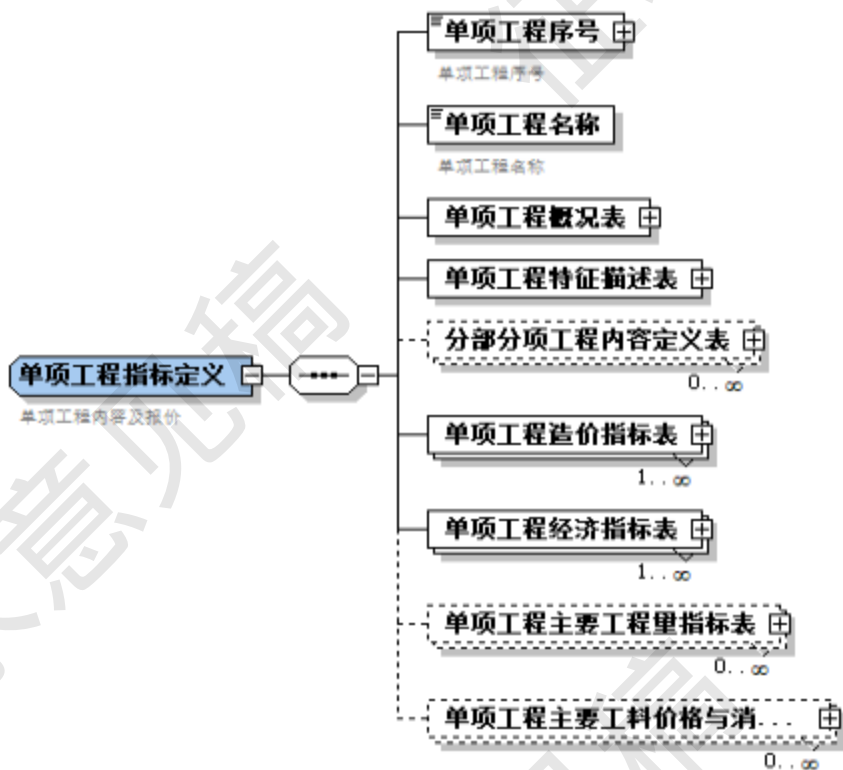 单项工程序号
单项工程序号
单项工程名称
单项工程名称
单项工程概况表
单项工程特征描述表
分部分项工程内容定义表
0..∞
单项工程指标定义
单项工程内容及报价
单项工程造价指标表
1..∞
单项工程经济指标表
1..∞
单项工程主要工程量指标表
0..∞
单项工程主要工料价格与消...
0..∞
意见稿
稿